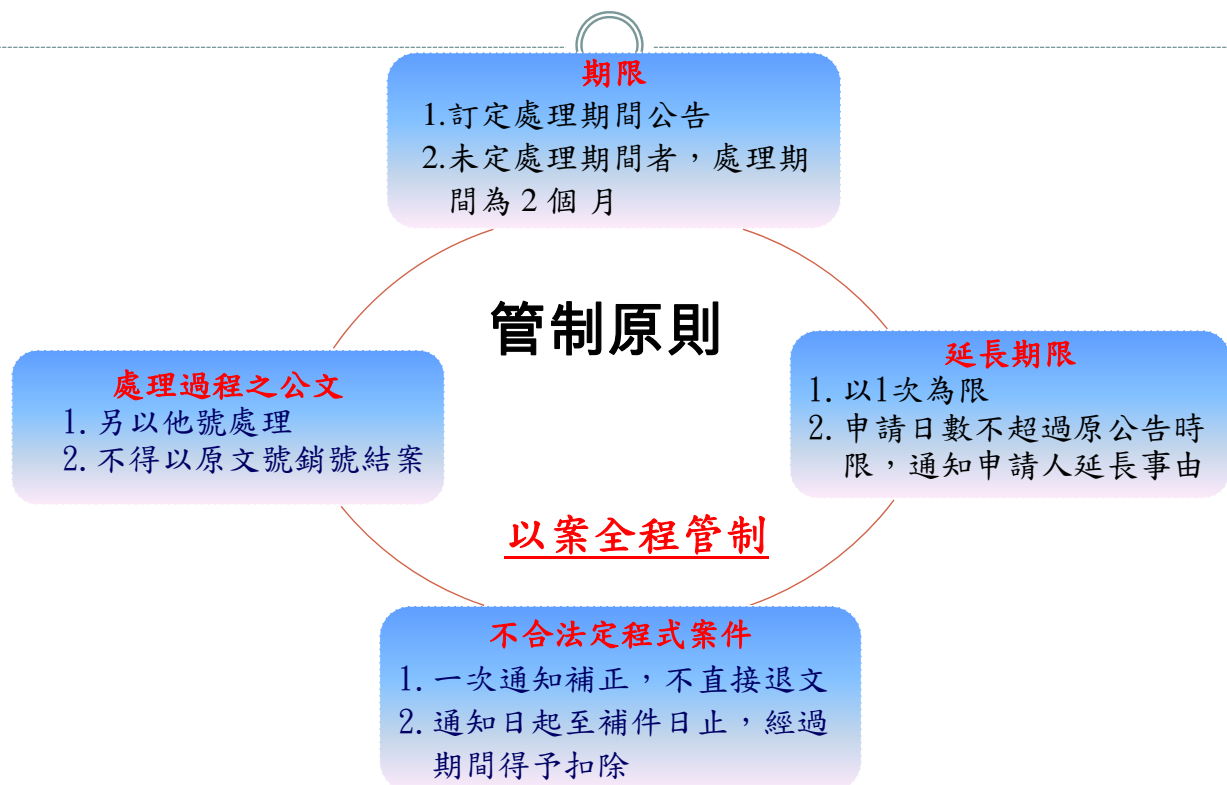 期限
1.訂定處理期間公告
2.未定處理期間者，處理期
間為 2 個 月
管制原則
延長期限
1. 以1次為限
2. 申請日數不超過原公告時
限，通知申請人延長事由
處理過程之公文
1. 另以他號處理
2. 不得以原文號銷號結案
以案全程管制
不合法定程式案件
1. 一次通知補正，不直接退文
2. 通知日起至補件日止，經過
期間得予扣除